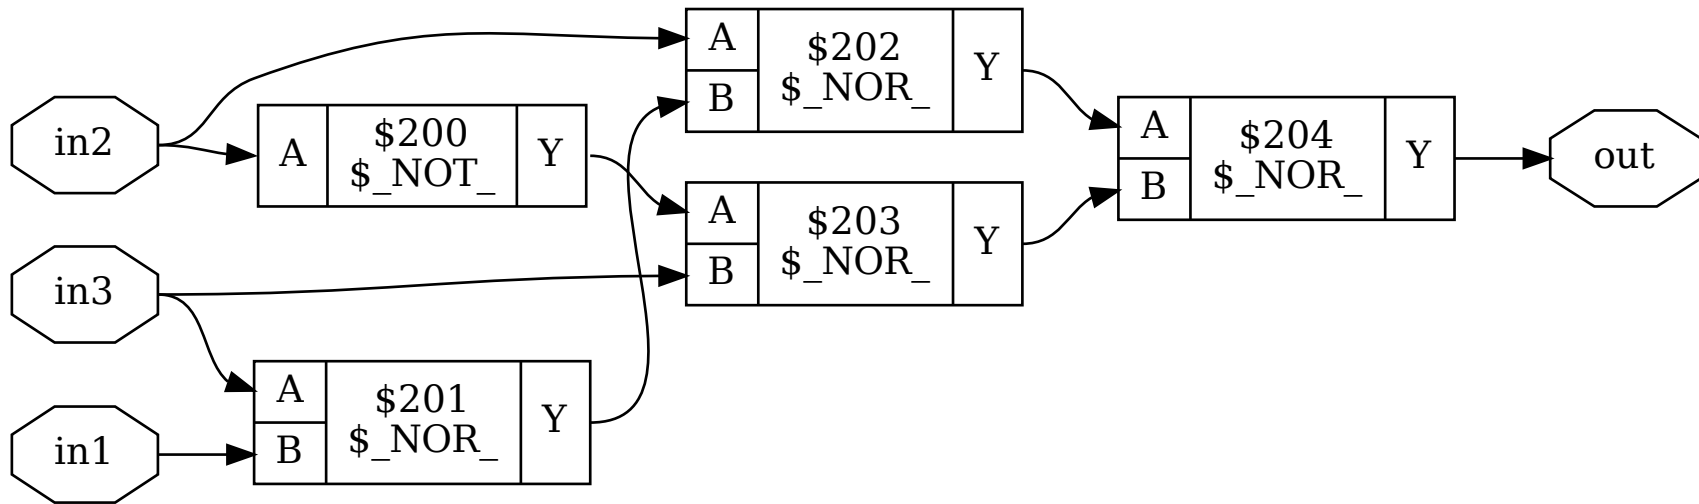 in2
in3
in1
A
$200
$_NOT_
Y
A
B
$201
$_NOR_
Y
A
B
$202
$_NOR_
Y
A
B
$203
$_NOR_
Y
A
B
$204
$_NOR_
Y
out